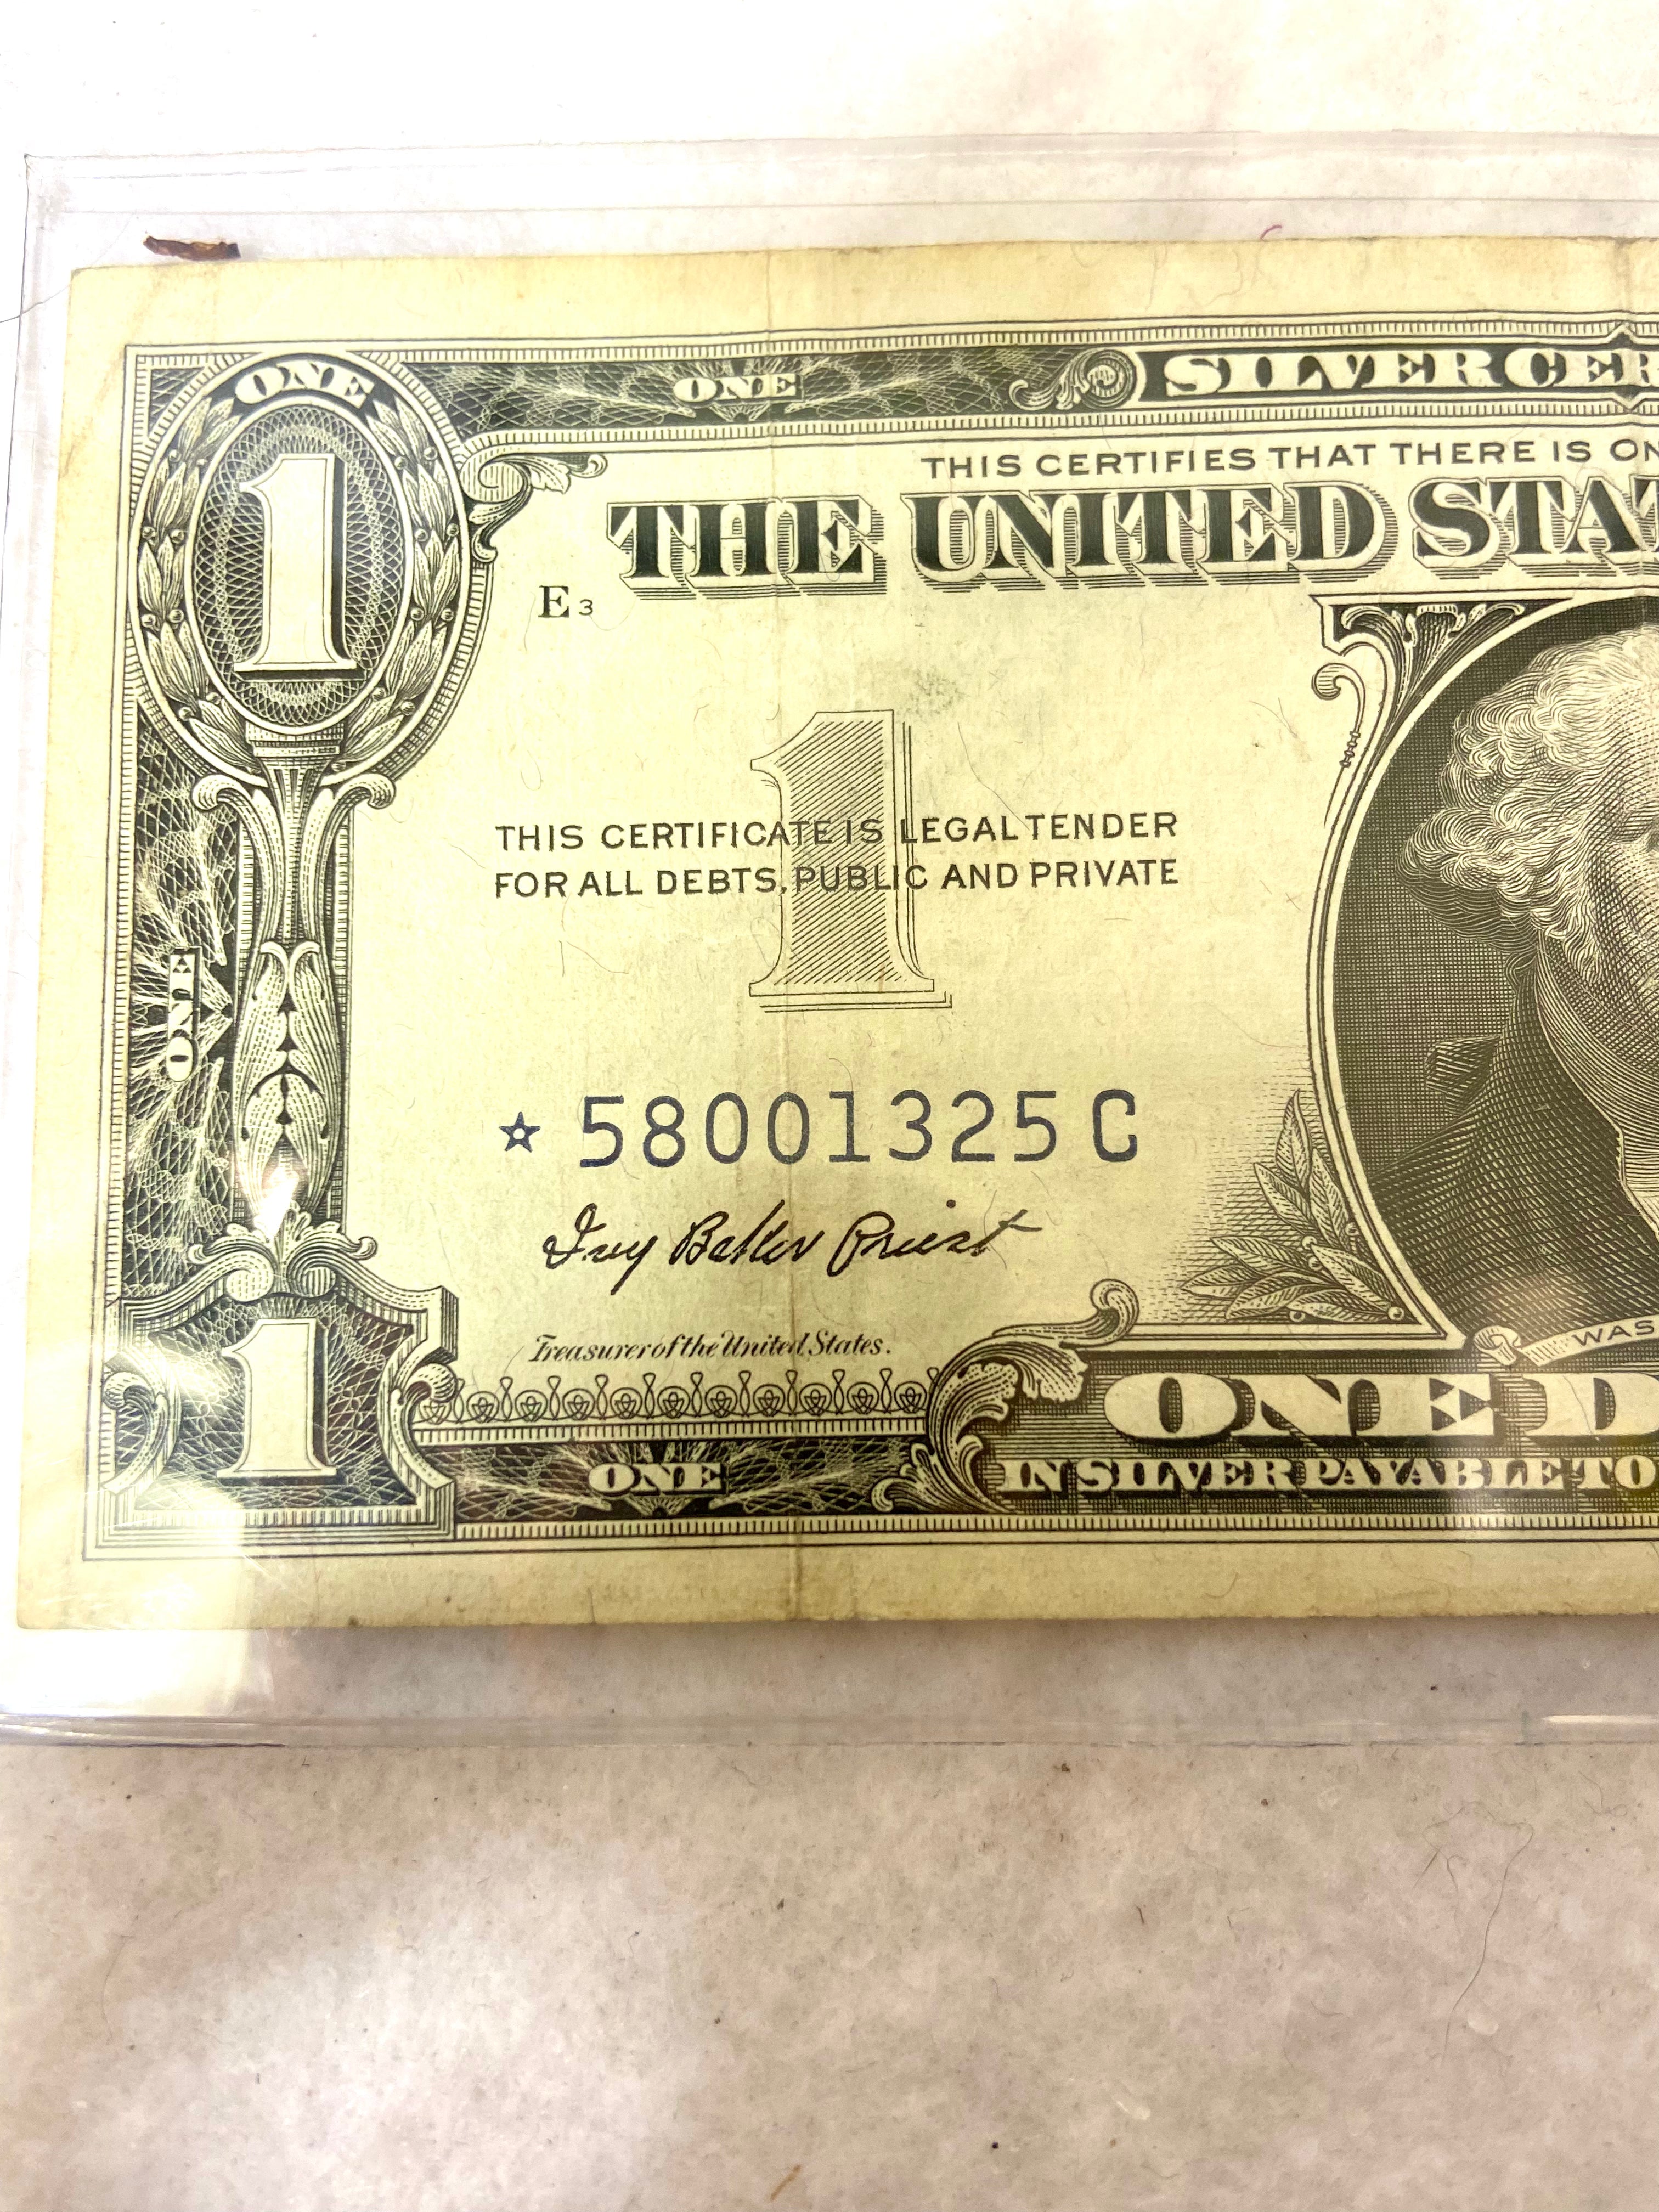 ONE
ONE
SILVER CER
THIS CERTIFIES THAT THERE IS ON
1
THE UNITED STAT
E3
1
THIS CERTIFICATE IS LEGAL TENDER
FOR ALL DEBTS, PUBLIC AND PRIVATE
ONE
☆ 58001325 C
Ivy Baker Priest
Treasurer of the United States.
WAS
1
ONE D
ONE
IN SILVER PAYABLE TO